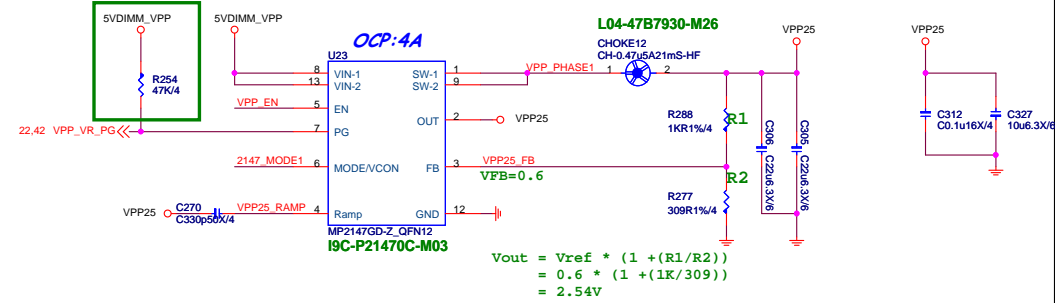 5VDIMM_VPP
5VDIMM_VPP
OCP:4A
L04-47B7930-M26
VPP25
VPP25
R254
47K/4
U23
CHOKE12
CH-0.47u5A21mS-HF
8 VIN-1 SW-1 1 VPP_PHASE1 1 2
13 VIN-2 SW-2 9
VPP_EN 5 EN
OUT 2 VPP25
22,42 VPP_VR_PG 7 PG
R288
1KR1%/4
R1
C306
C22u6.3X/6
C305
C22u6.3X/6
C312
C0.1u16X/4
C327
10u6.3X/6
2147_MODE1 6 MODE/VCON FB 3 VPP25_FB
VFB=0.6
R2
R277
309R1%/4
VPP25 C270 VPP25_RAMP 4 Ramp GND 12
C330p50X/4
MP2147GD-Z_QFN12
I9C-P21470C-M03
Vout = Vref * (1 +(R1/R2))
= 0.6 * (1 +(1K/309))
= 2.54V